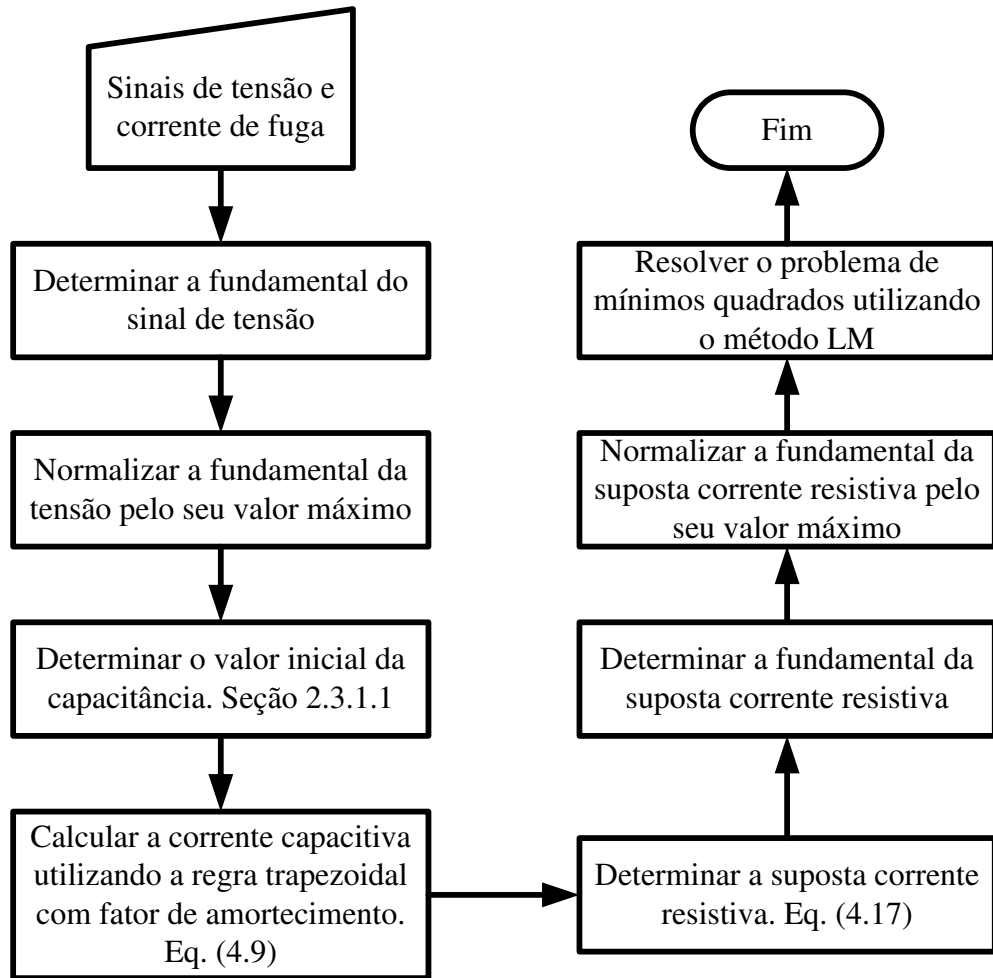 Sinais de tensão e
corrente de fuga
Determinar a fundamental do
sinal de tensão
Normalizar a fundamental da
tensão pelo seu valor máximo
Determinar o valor inicial da
capacitância. Seção 2.3.1.1
Calcular a corrente capacitiva
utilizando a regra trapezoidal
com fator de amortecimento.
Eq. (4.9)
Determinar a suposta corrente
resistiva. Eq. (4.17)
Determinar a fundamental da
suposta corrente resistiva
Normalizar a fundamental da
suposta corrente resistiva pelo
seu valor máximo
Resolver o problema de
mínimos quadrados utilizando
o método LM
Fim